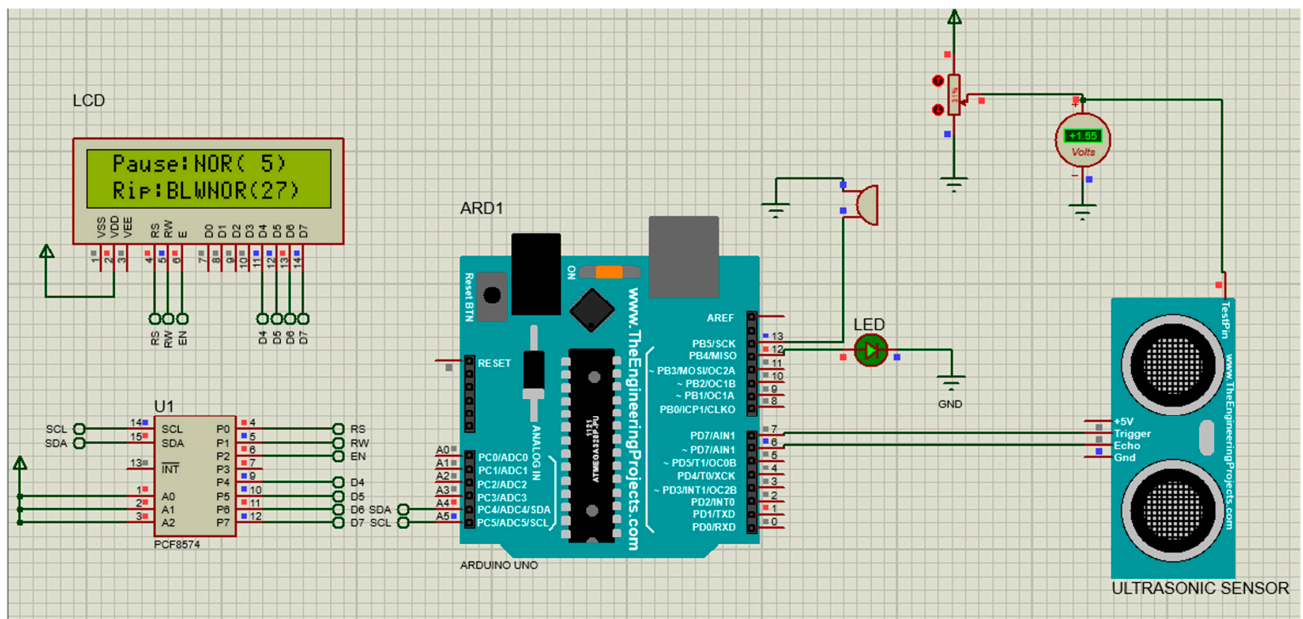 LCD
Pause:NOR( 5)
Rip:BLWNOR(27)
VSS VDD VEE RS RW E D0 D1 D2 D3 D4 D5 D6 D7
1 2 3 4 5 6 7 8 9 10 11 12 13 14
RS RW EN D4 D5 D6 D7
U1
SCL 14 SCL P0 4 RS
SDA 15 SDA P1 5 RW
P2 6 EN
13 INT P3 7
P4 9 D4
1 A0 P5 10 D5
2 A1 P6 11 D6
3 A2 P7 12 D7
PCF8574
SDA
SCL
ARD1
Reset BTN
ON
www.TheEngineeringProjects.com
RESET
ANALOG IN
1121
ATMEGA328P-PU
A0 PC0/ADC0
A1 PC1/ADC1
A2 PC2/ADC2
A3 PC3/ADC3
A4 PC4/ADC4/SDA
A5 PC5/ADC5/SCL
AREF
PB5/SCK 13
PB4/MISO 12
~ PB3/MOSI/OC2A 11
~ PB2/OC1B 10
~ PB1/OC1A 9
PB0/ICP1/CLKO 8
PD7/AIN1 7
~ PD7/AIN1 6
~ PD5/T1/OC0B 5
PD4/T0/XCK 4
~ PD3/INT1/OC2B 3
PD2/INT0 2
PD1/TXD 1
PD0/RXD 0
ARDUINO UNO
LED
GND
31%
+1.55
Volts
TestPin
www.TheEngineeringProjects.com
+5V
Trigger
Echo
Gnd
ULTRASONIC SENSOR